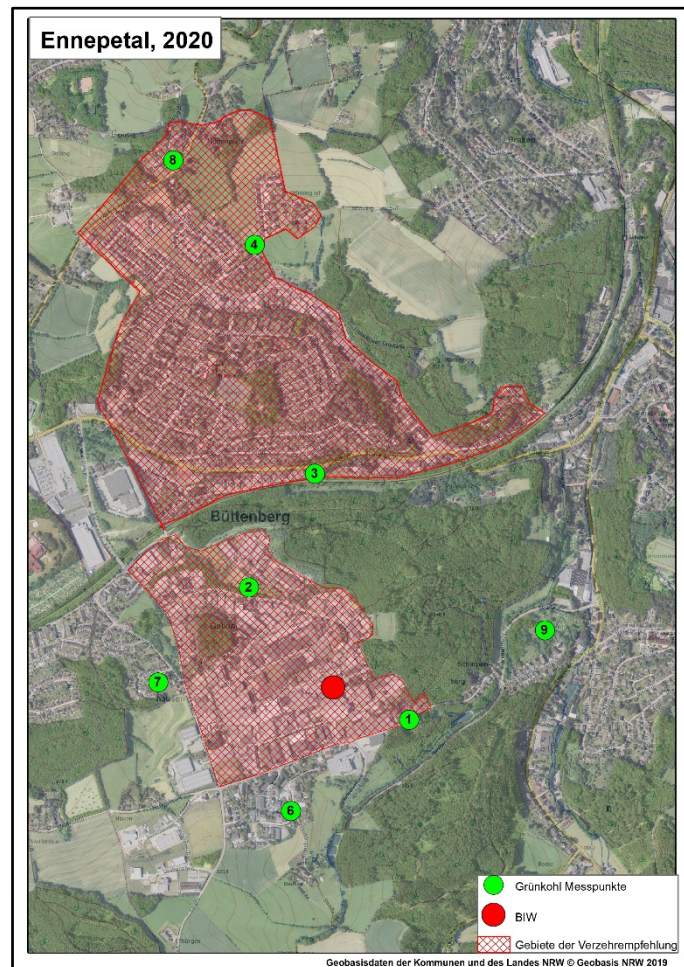 Ennepetal, 2020
8
4
3
Büttenberg
2
9
7
1
6
Grünkohl Messpunkte
BIW
Gebiete der Verzehrempfehlung
Geobasisdaten der Kommunen und des Landes NRW © Geobasis NRW 2019